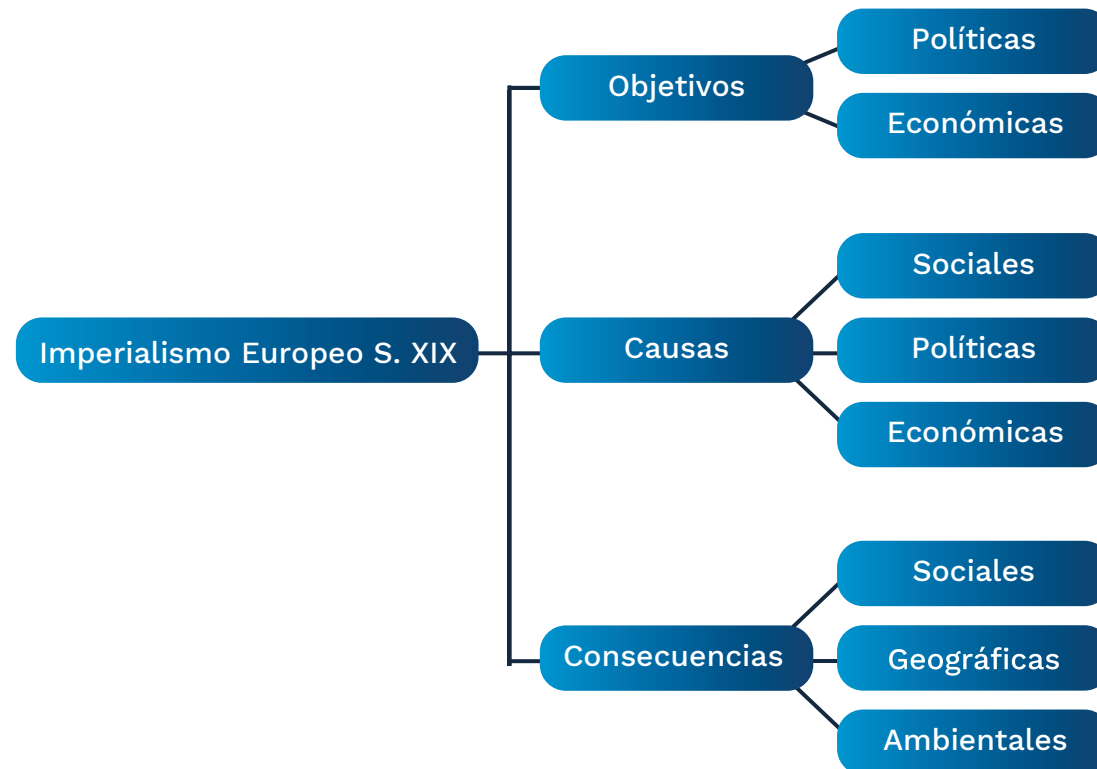 Imperialismo Europeo S. XIX
Objetivos
Políticas
Económicas
Causas
Sociales
Políticas
Económicas
Consecuencias
Sociales
Geográficas
Ambientales